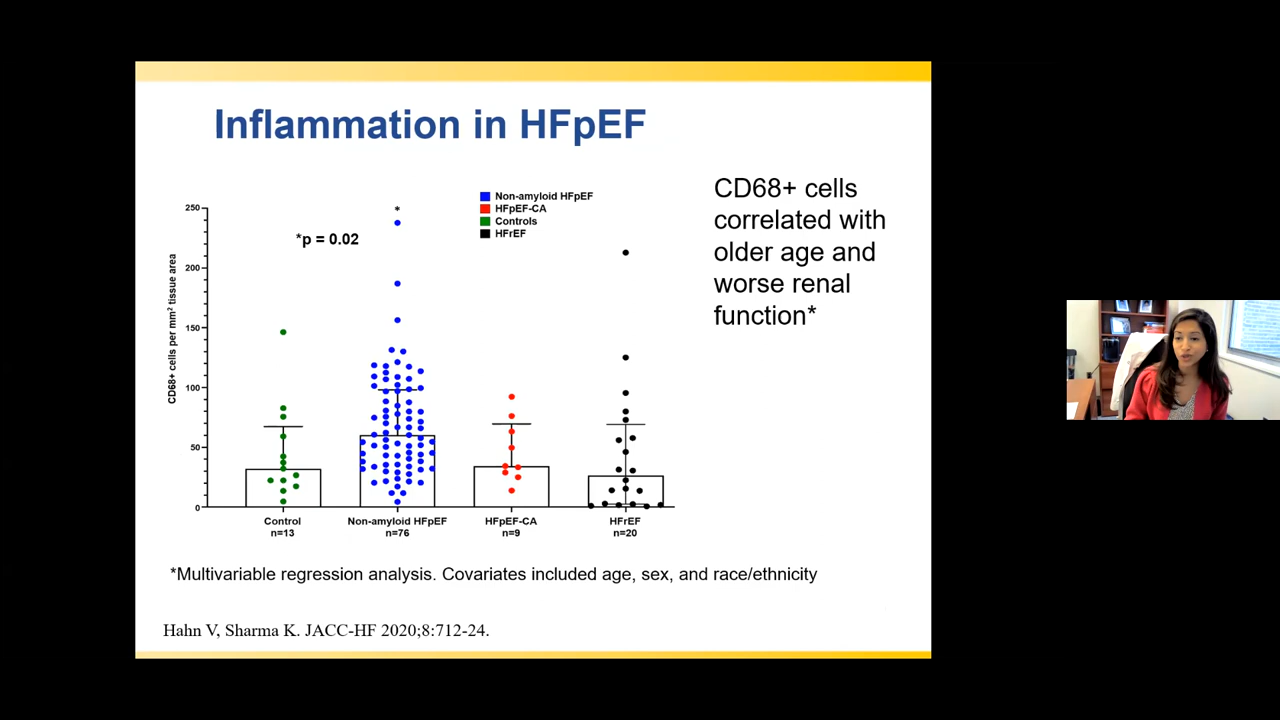 Inflammation in HFpEF
Non-amyloid HFpEF
HFpEF-CA
Controls
HFrEF
*
*p = 0.02
CD68+ cells per mm² tissue area
250
200
150
100
50
0
Control
n=13
Non-amyloid HFpEF
n=76
HFpEF-CA
n=9
HFrEF
n=20
CD68+ cells
correlated with
older age and
worse renal
function*
*Multivariable regression analysis. Covariates included age, sex, and race/ethnicity
Hahn V, Sharma K. JACC-HF 2020;8:712-24.